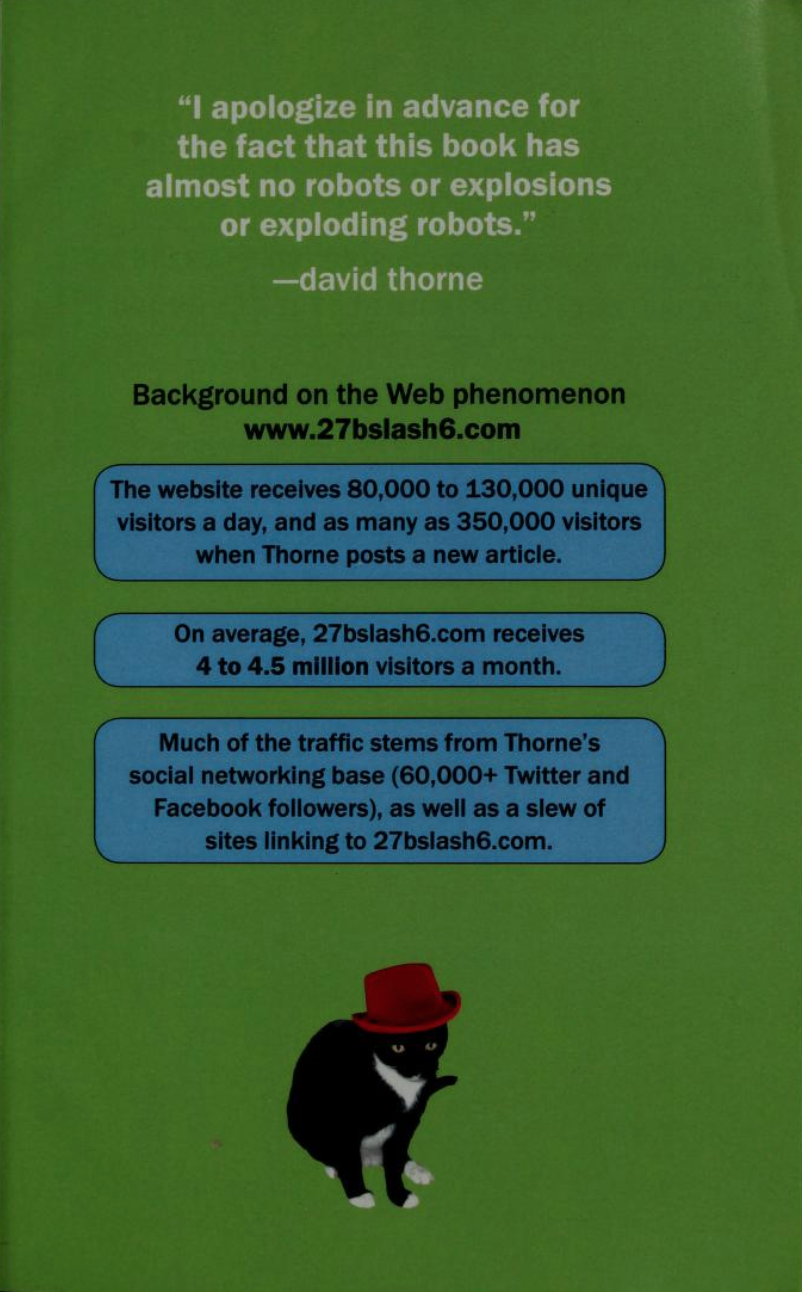 “I apologize in advance for
the fact that this book has
almost no robots or explosions
or exploding robots.”
—david thorne
Background on the Web phenomenon
www.27bslash6.com
The website receives 80,000 to 130,000 unique
visitors a day, and as many as 350,000 visitors
when Thorne posts a new article.
On average, 27bslash6.com receives
4 to 4.5 million visitors a month.
Much of the traffic stems from Thorne’s
social networking base (60,000+ Twitter and
Facebook followers), as well as a slew of
sites linking to 27bslash6.com.